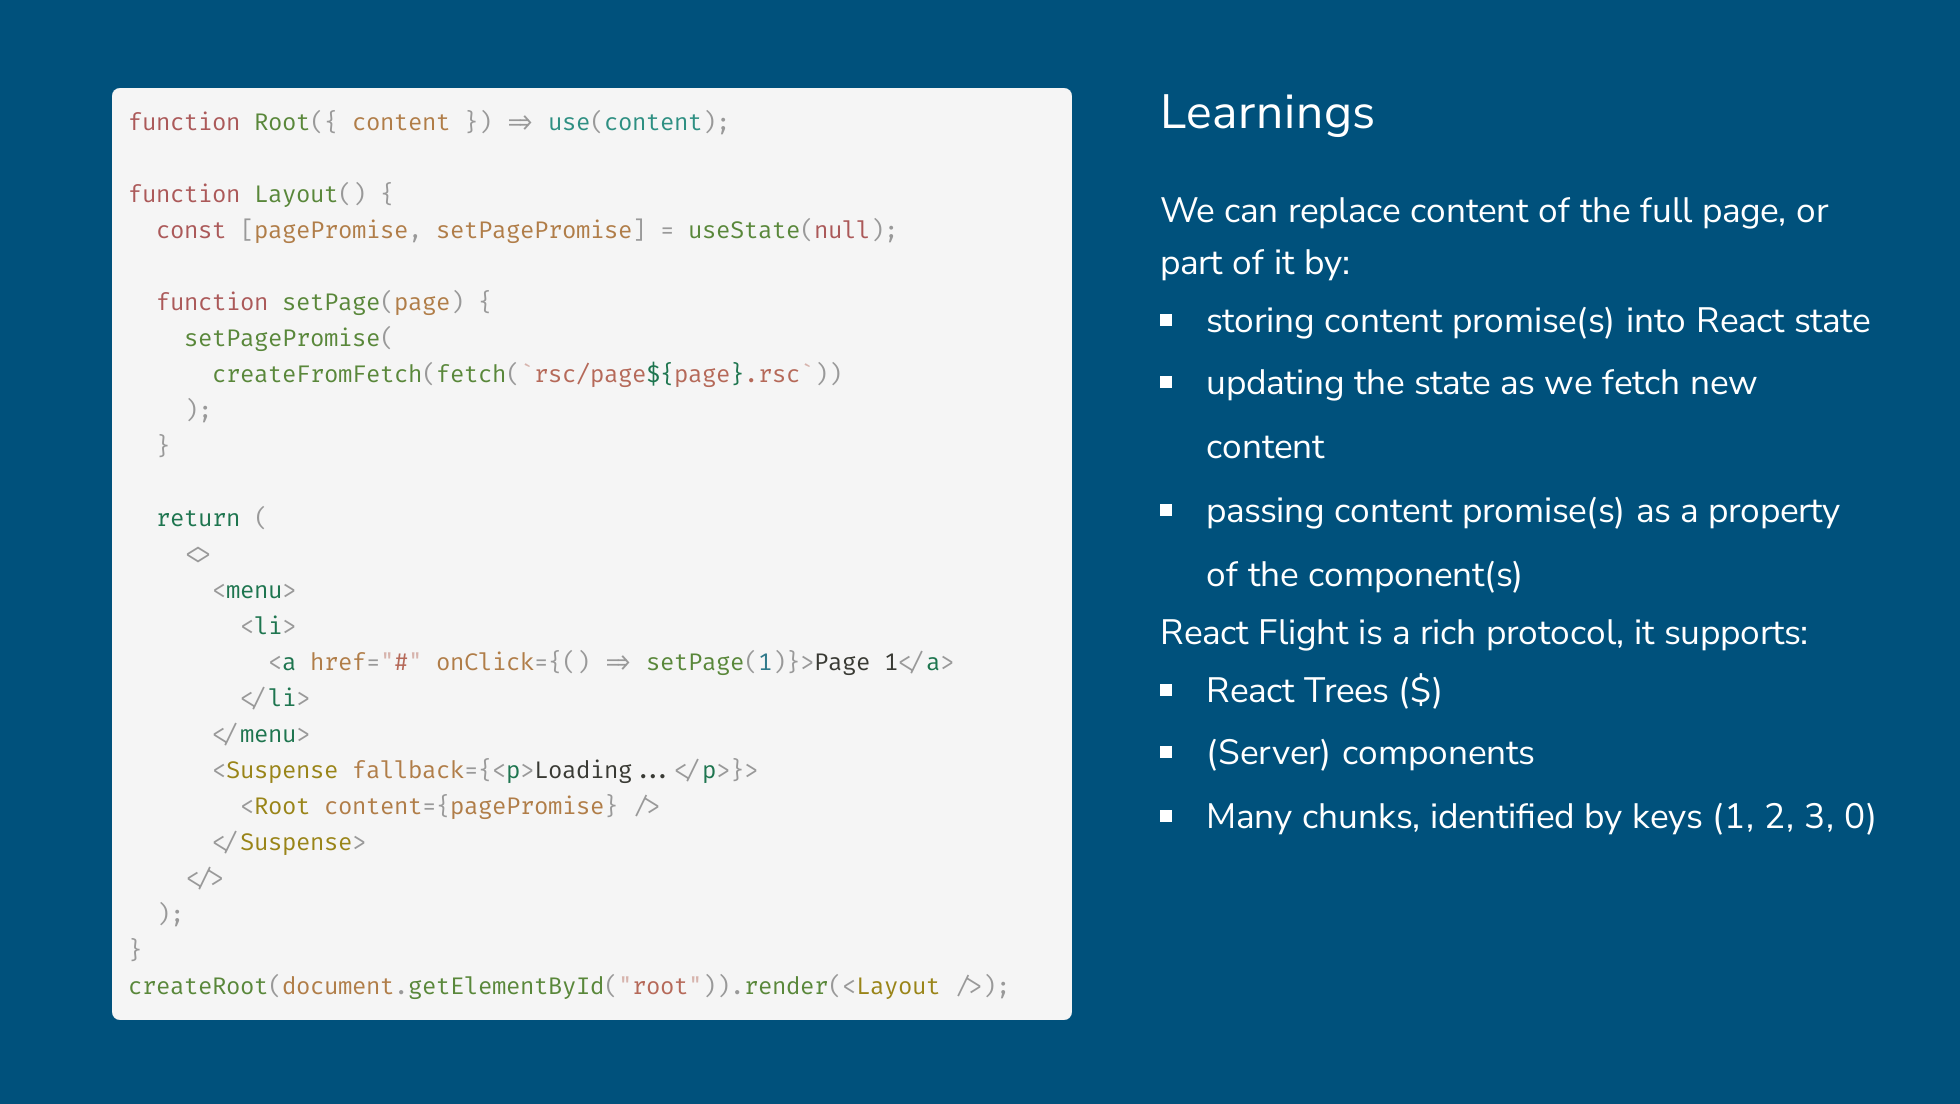 function Root({ content }) => use(content);

function Layout() {
  const [pagePromise, setPagePromise] = useState(null);

  function setPage(page) {
    setPagePromise(
      createFromFetch(fetch(`rsc/page${page}.rsc`))
    );
  }

  return (
    <>
      <menu>
        <li>
          <a href="#" onClick={() => setPage(1)}>Page 1</a>
        </li>
      </menu>
      <Suspense fallback={<p>Loading...</p>}>
        <Root content={pagePromise} />
      </Suspense>
    </>
  );
}
createRoot(document.getElementById("root")).render(<Layout />);
Learnings
We can replace content of the full page, or
part of it by:
▪ storing content promise(s) into React state
▪ updating the state as we fetch new
content
▪ passing content promise(s) as a property
of the component(s)
React Flight is a rich protocol, it supports:
▪ React Trees ($)
▪ (Server) components
▪ Many chunks, identified by keys (1, 2, 3, 0)